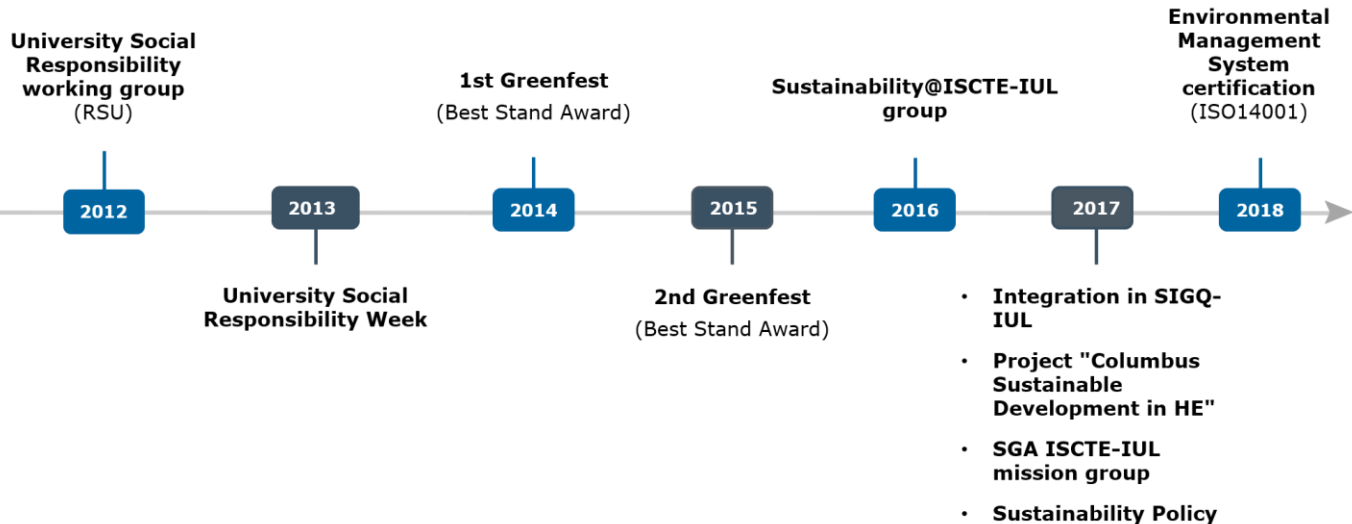 University Social
Responsibility
working group
(RSU)
1st Greenfest
(Best Stand Award)
Sustainability@ISCTE-IUL
group
Environmental
Management
System
certification
(ISO14001)
2012
2013
2014
2015
2016
2017
2018
University Social
Responsibility Week
2nd Greenfest
(Best Stand Award)
• Integration in SIGQ-
IUL
• Project "Columbus
Sustainable
Development in HE"
• SGA ISCTE-IUL
mission group
• Sustainability Policy